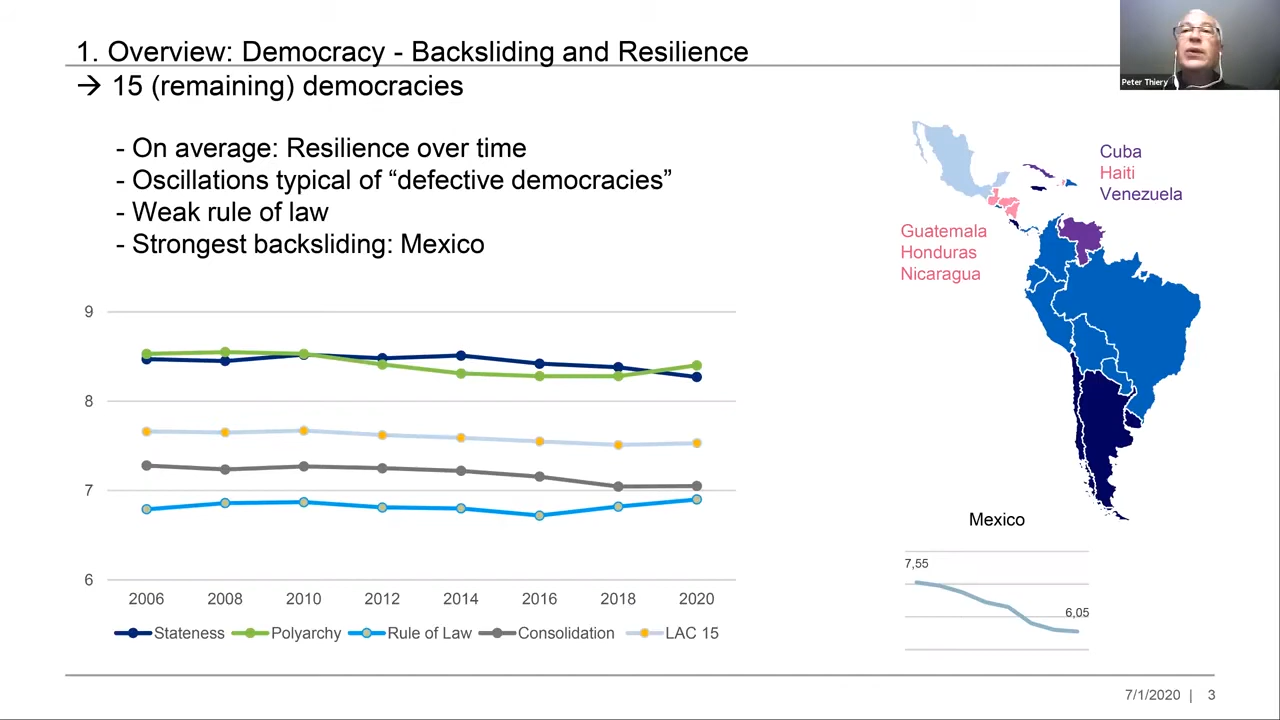 1. Overview: Democracy - Backsliding and Resilience
→ 15 (remaining) democracies
- On average: Resilience over time
- Oscillations typical of “defective democracies”
- Weak rule of law
- Strongest backsliding: Mexico
Peter Thiery
Cuba
Haiti
Venezuela
Guatemala
Honduras
Nicaragua
9
8
7
6
2006 2008 2010 2012 2014 2016 2018 2020
Stateness Polyarchy Rule of Law Consolidation LAC 15
Mexico
7,55
6,05
7/1/2020 | 3